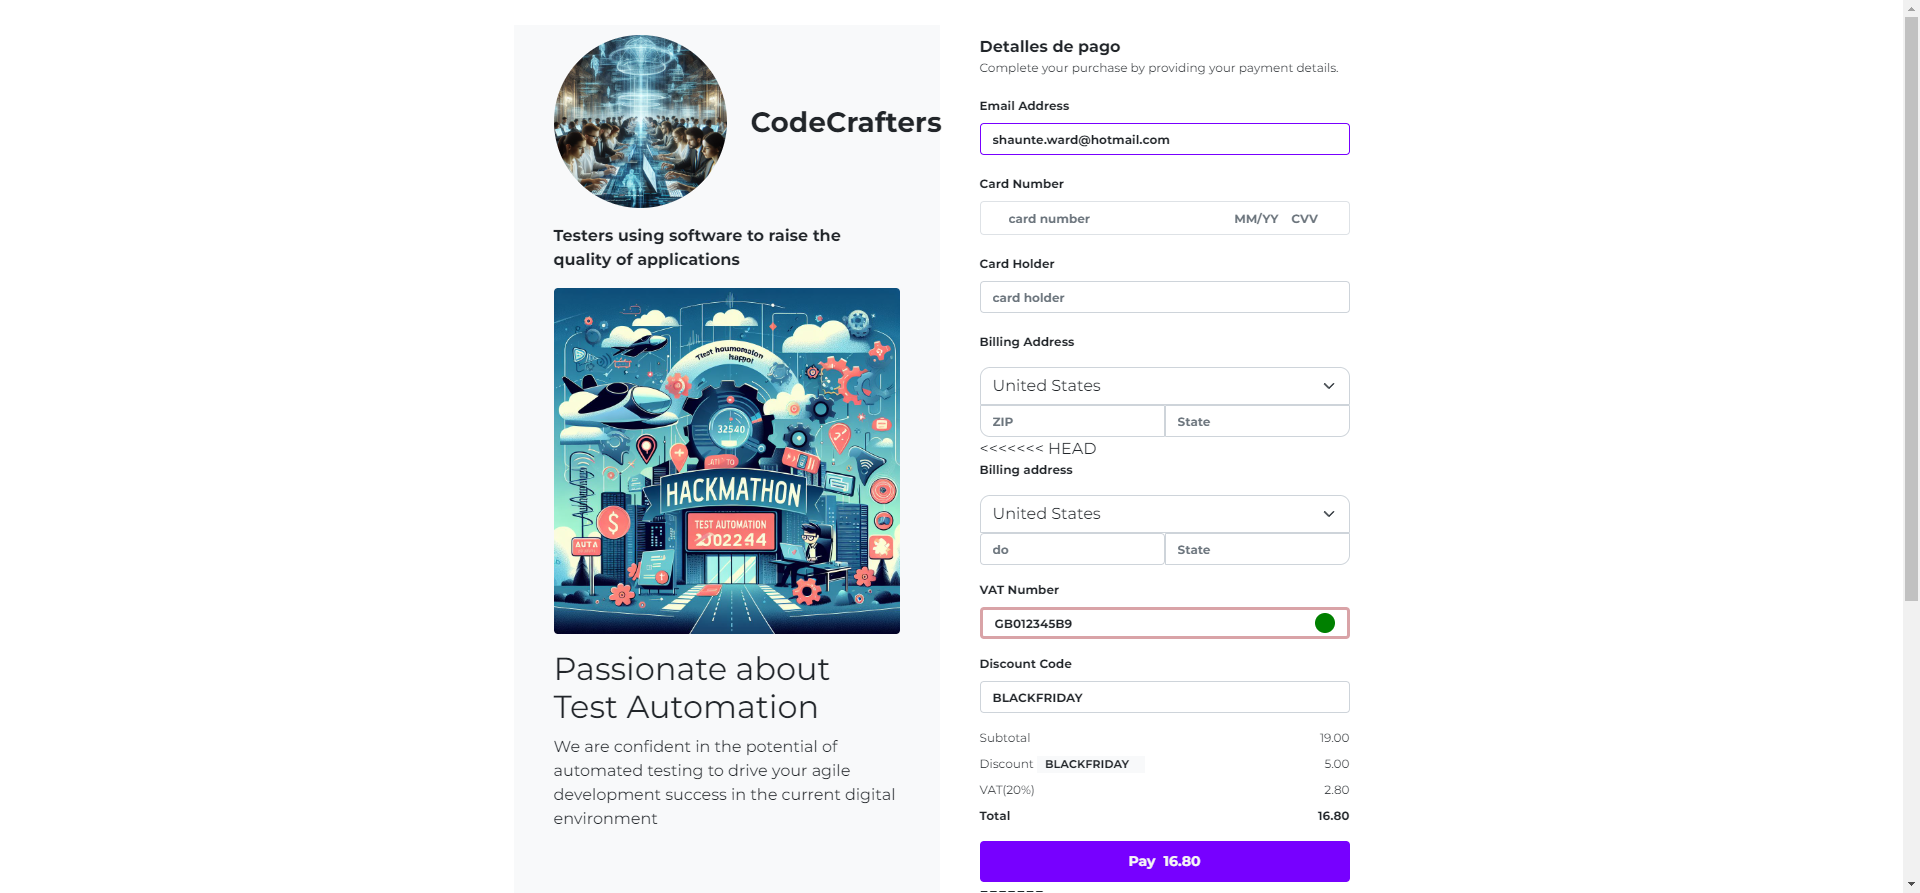 CodeCrafters
Testers using software to raise the
quality of applications
32540
HACKMATHON
TEST AUTOMATION
AUTA
Passionate about
Test Automation
We are confident in the potential of
automated testing to drive your agile
development success in the current digital
environment
Detalles de pago
Complete your purchase by providing your payment details.
Email Address
shaunte.ward@hotmail.com
Card Number
card number MM/YY CVV
Card Holder
card holder
Billing Address
United States
ZIP State
<<<<<<< HEAD
Billing address
United States
do State
VAT Number
GB012345B9
Discount Code
BLACKFRIDAY
Subtotal 19.00
Discount BLACKFRIDAY 5.00
VAT(20%) 2.80
Total 16.80
Pay 16.80